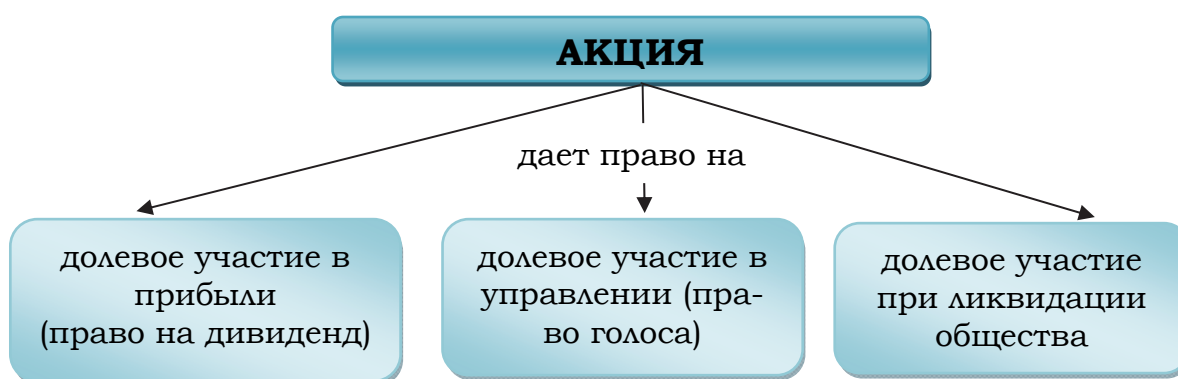 АКЦИЯ
дает право на
долевое участие в
прибыли
(право на дивиденд)
долевое участие в
управлении (пра-
во голоса)
долевое участие
при ликвидации
общества